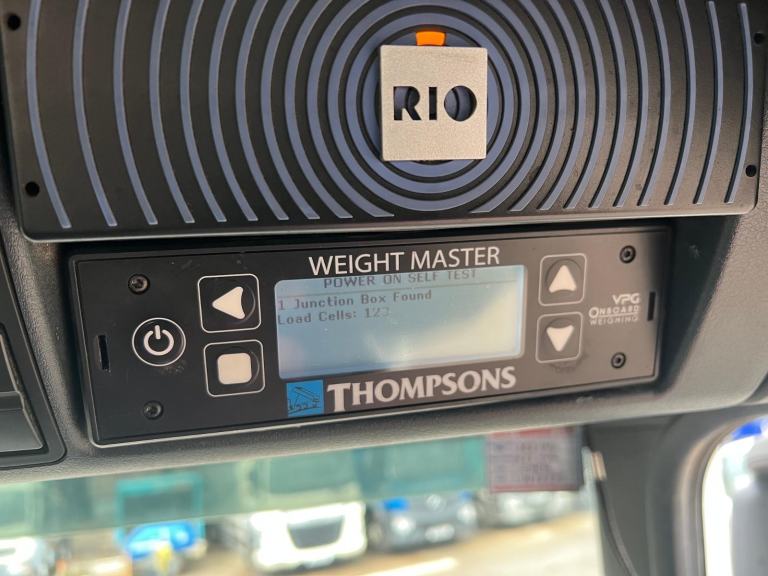 RIO
WEIGHT MASTER
POWER ON SELF TEST
1 Junction Box Found
Load Cells: 123
VPG
ONBOARD
WEIGHING
THOMPSONS